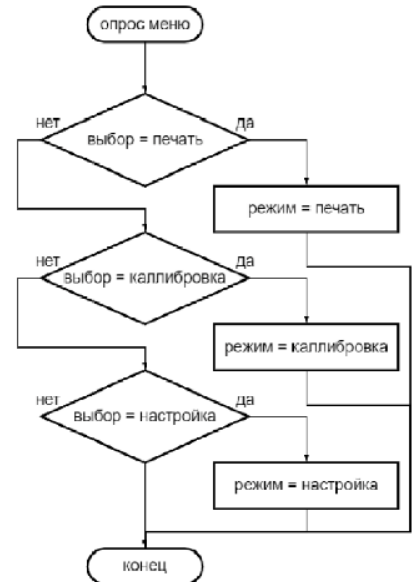 опрос меню
нет
да
выбор = печать
режим = печать
нет
да
выбор = каллибровка
режим = каллибровка
нет
да
выбор = настройка
режим = настройка
конец